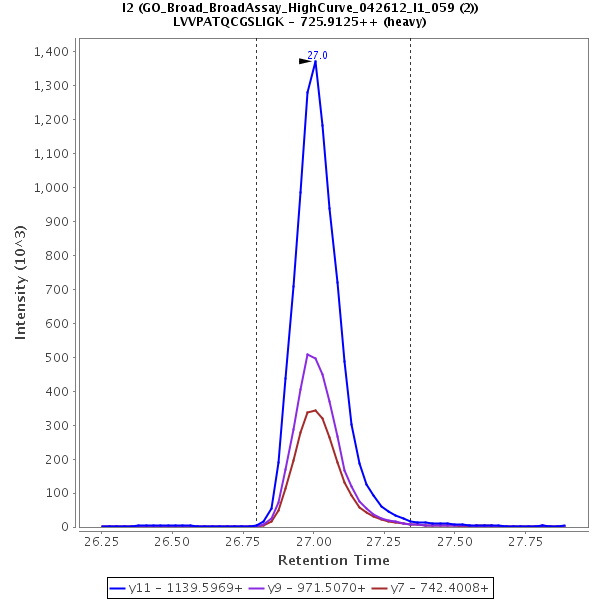 I2 (GO_Broad_BroadAssay_HighCurve_042612_I1_059 (2))
LVVPATQCGSLIGK - 725.9125++ (heavy)
27.0
1,400
1,300
1,200
1,100
1,000
900
800
700
600
500
400
300
200
100
0
Intensity (10^3)
26.25 26.50 26.75 27.00 27.25 27.50 27.75
Retention Time
y11 - 1139.5969+ y9 - 971.5070+ y7 - 742.4008+